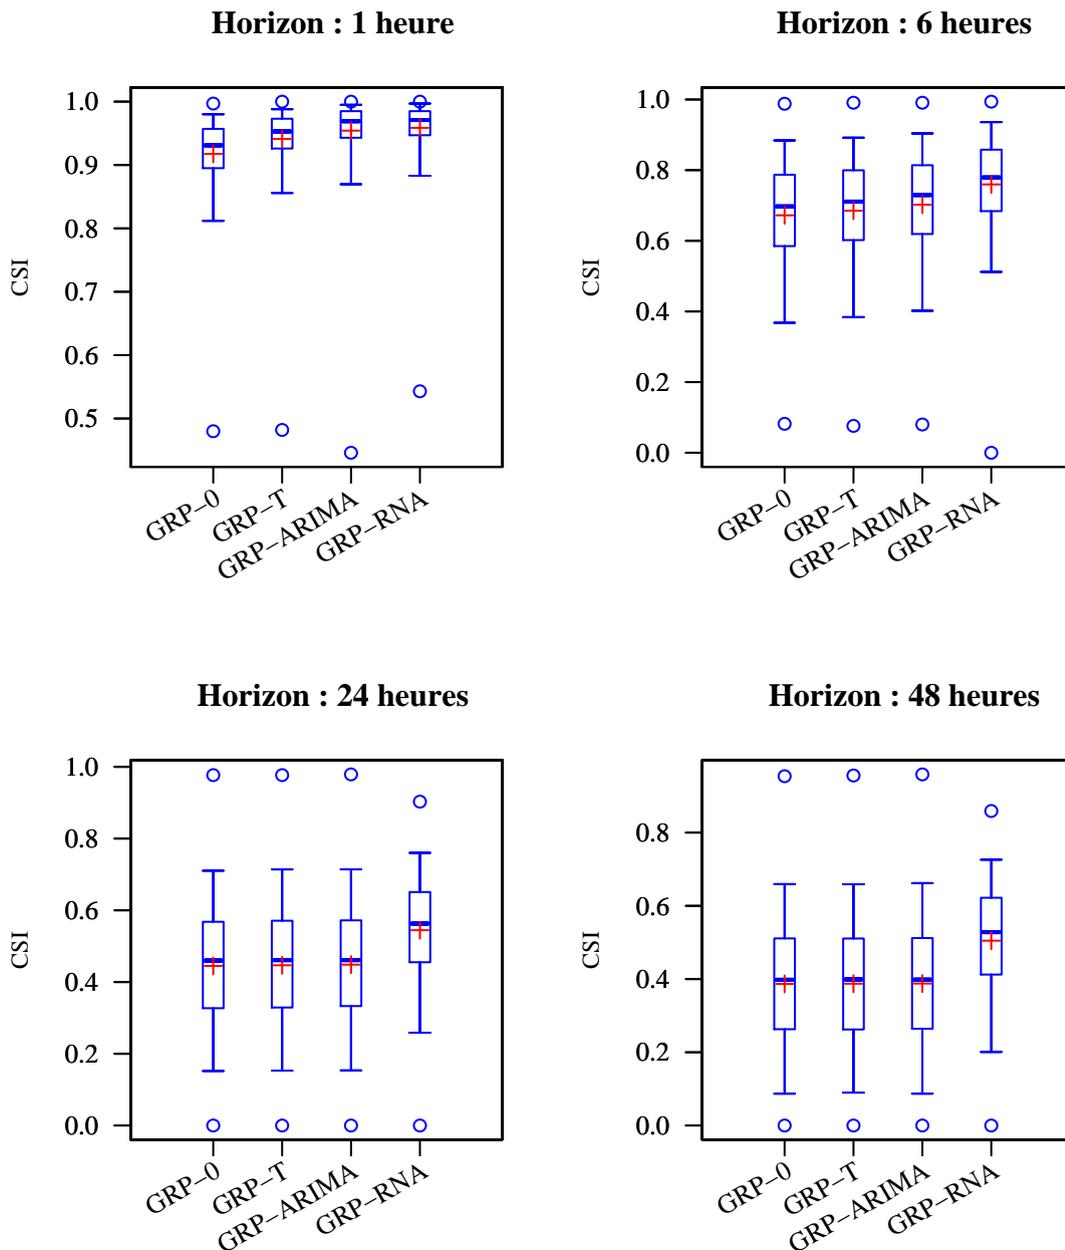 Horizon : 1 heure
CSI
1.0
0.9
0.8
0.7
0.6
0.5
GRP−0
GRP−T
GRP−ARIMA
GRP−RNA
Horizon : 6 heures
CSI
1.0
0.8
0.6
0.4
0.2
0.0
GRP−0
GRP−T
GRP−ARIMA
GRP−RNA
Horizon : 24 heures
CSI
1.0
0.8
0.6
0.4
0.2
0.0
GRP−0
GRP−T
GRP−ARIMA
GRP−RNA
Horizon : 48 heures
CSI
0.8
0.6
0.4
0.2
0.0
GRP−0
GRP−T
GRP−ARIMA
GRP−RNA